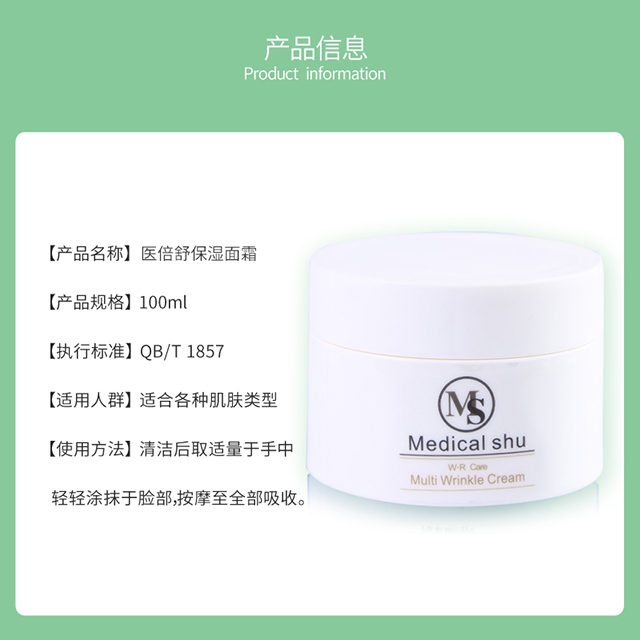 产品信息
Product information
【产品名称】医倍舒保湿面霜
【产品规格】100ml
【执行标准】QB/T 1857
【适用人群】适合各种肌肤类型
【使用方法】清洁后取适量于手中
轻轻涂抹于脸部,按摩至全部吸收。
MS
Medical shu
W-R Care
Multi Wrinkle Cream